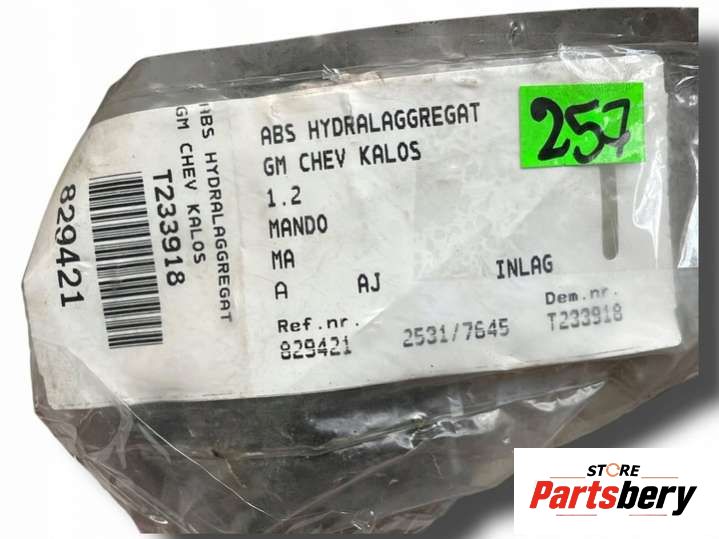 ABS HYDRALAGGREGAT
GM CHEV KALOS
T233918
829421
257
ABS HYDRALAGGREGAT
GM CHEV KALOS
1.2
MANDO
MA
A AJ INLAG
Ref.nr. Dem.nr.
829421 2531/7645 T233918
STORE
Partsbery